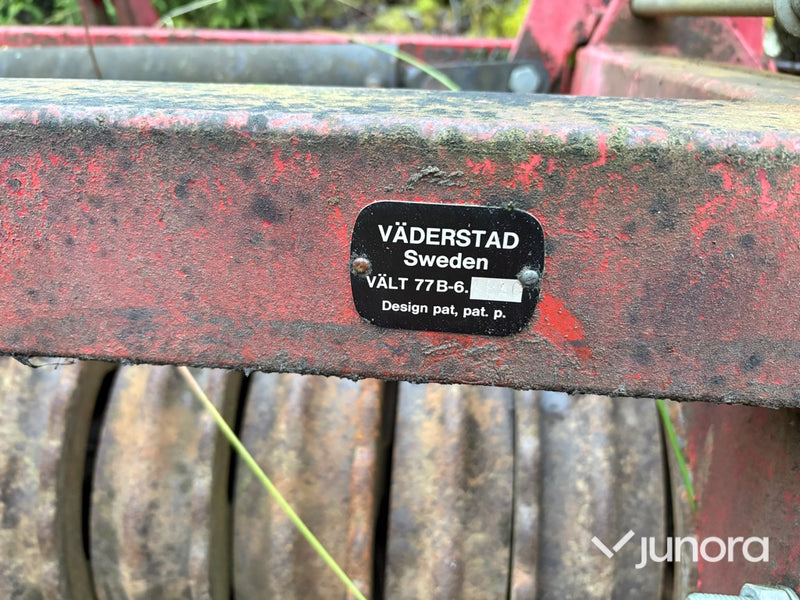 VÄDERSTAD
Sweden
VÄLT 77B-6.
Design pat, pat. p.
junora